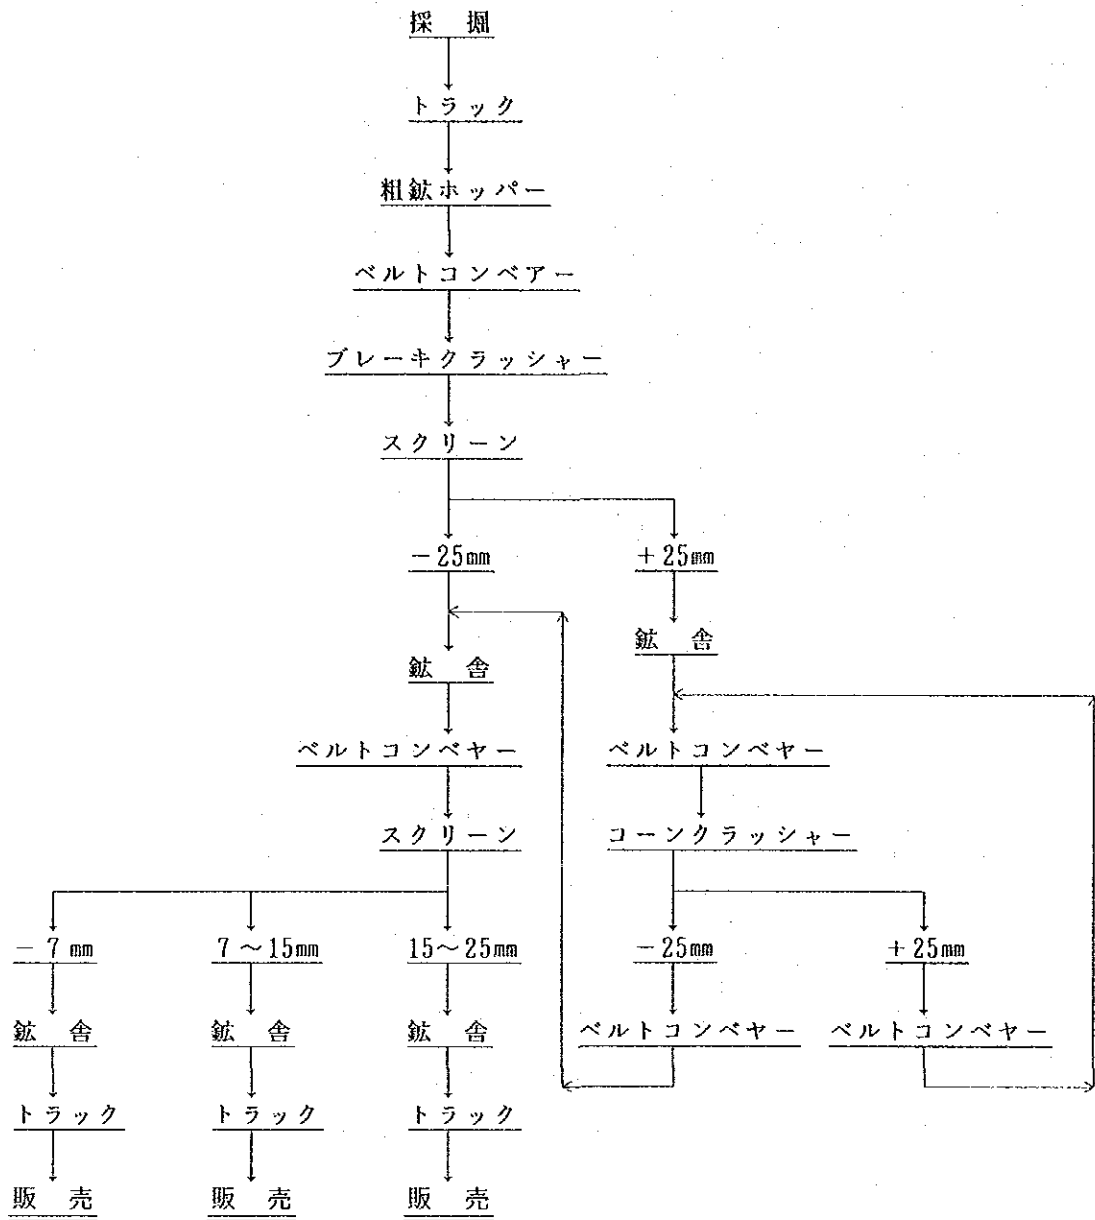 採 掘
トラック
粗鉱ホッパー
ベルトコンベアー
ブレーキクラッシャー
スクリーン
-25mm
+25mm
鉱 舎
鉱 舎
ベルトコンベヤー
ベルトコンベヤー
スクリーン
コーンクラッシャー
-7mm
7~15mm
15~25mm
-25mm
+25mm
鉱 舎
鉱 舎
鉱 舎
ベルトコンベヤー
ベルトコンベヤー
トラック
トラック
トラック
販 売
販 売
販 売